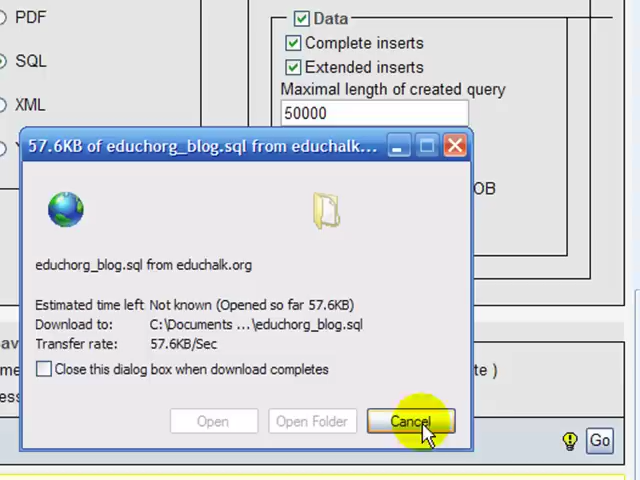 PDF
SQL
XML
Data
Complete inserts
Extended inserts
Maximal length of created query
50000
57.6KB of educhorg_blog.sql from educhalk...
OB
educhorg_blog.sql from educhalk.org
Estimated time left Not known (Opened so far 57.6KB)
Download to: C:\Documents ...\educhorg_blog.sql
Transfer rate: 57.6KB/Sec
Close this dialog box when download completes
Open
Open Folder
Cancel
te )
Go